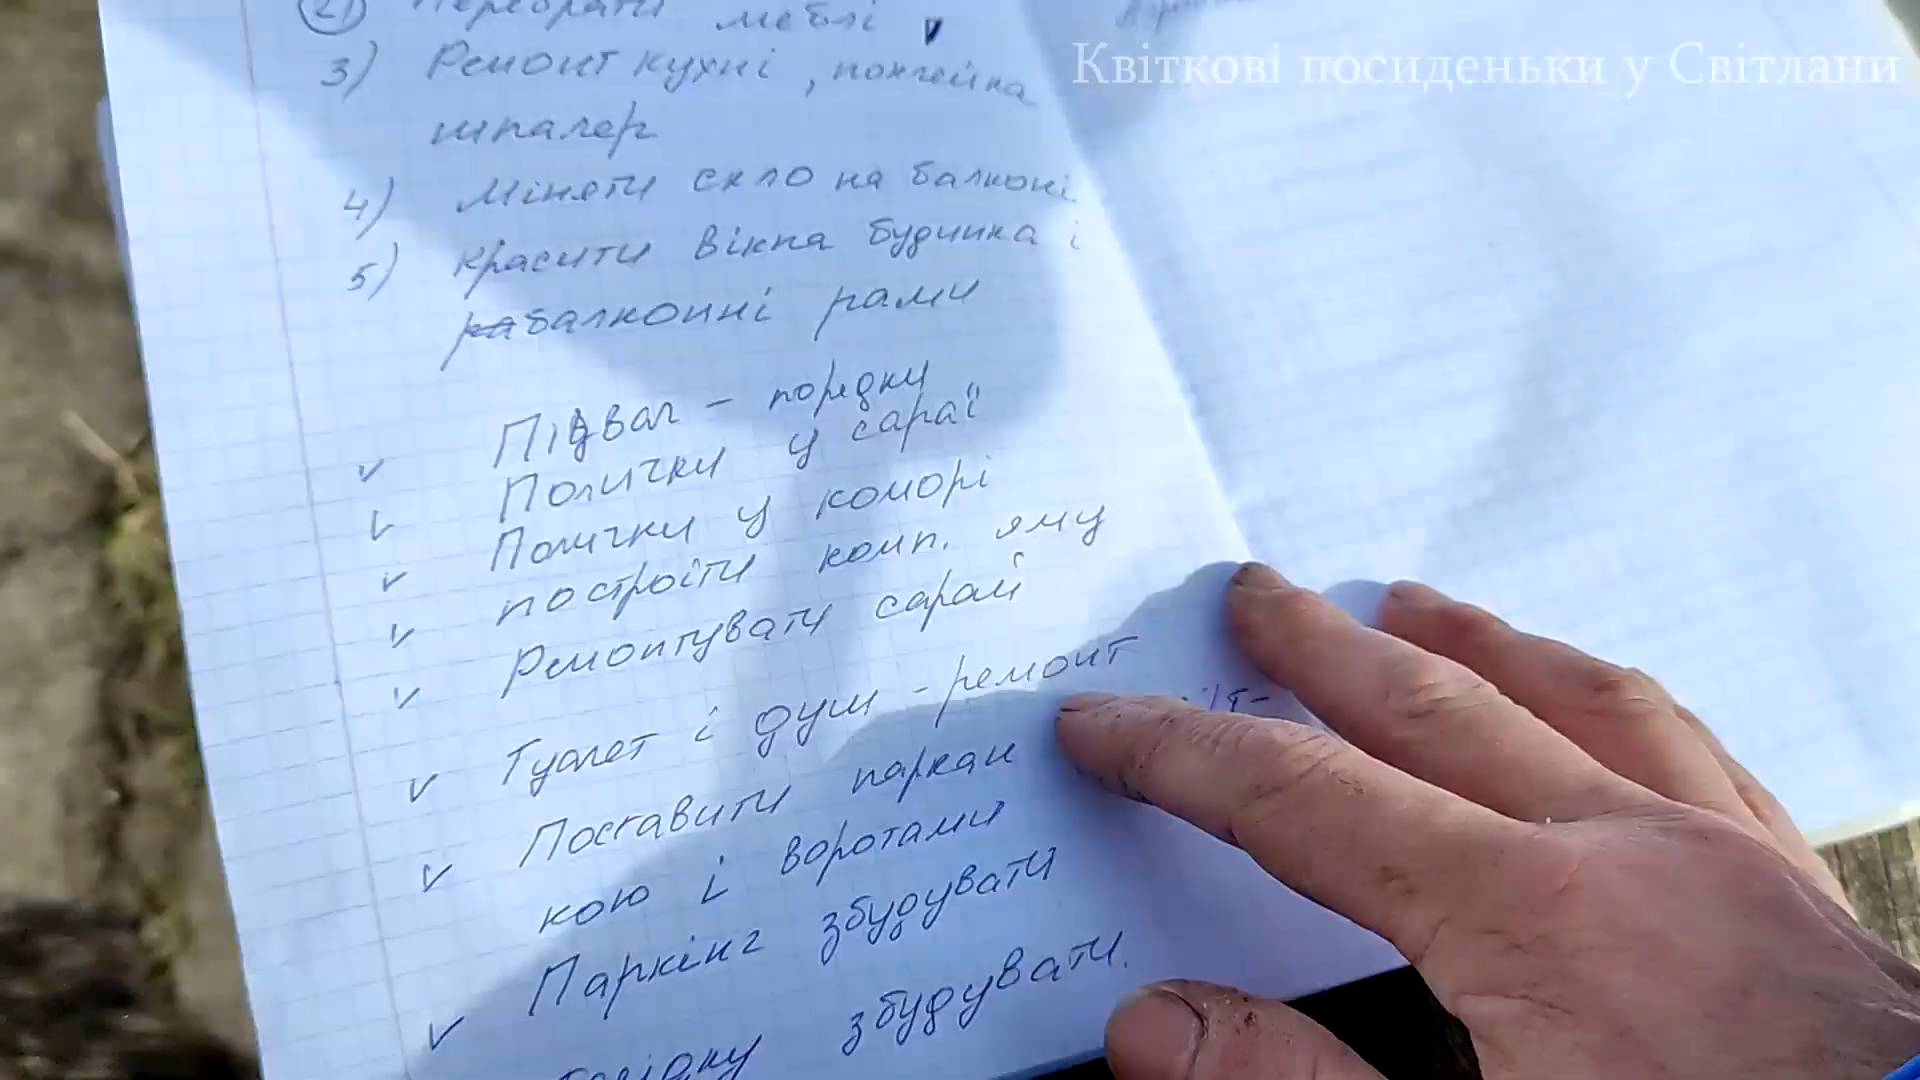 Квіткові посиденьки у Світлани
2) Перебрати меблі v
3) Ремонт кухні, поклейка
шпалер
4) Міняти скло на балконі
5) красити вікна будинка і
балконні рами
v Підвал - порядки
v Полички у сараї
v Полички у коморі
v построїти комп. яму
v Ремонтувати сарай
v Туалет і душ - ремонт
v Поставити паркан
кою і воротами
Паркінг збудувати
v збудувати.